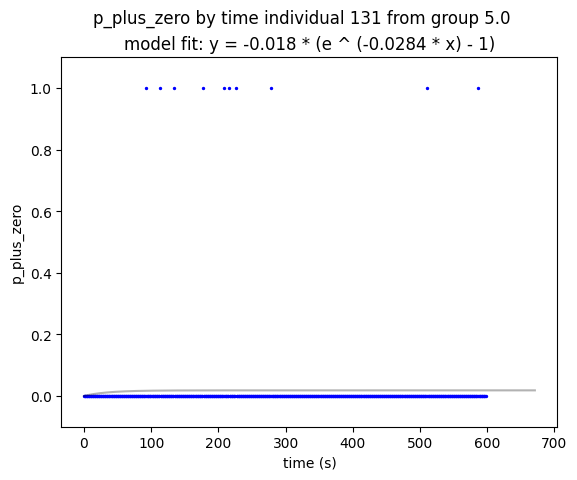 p_plus_zero by time individual 131 from group 5.0
model fit: y = -0.018 * (e ^ (-0.0284 * x) - 1)
1.0
0.8
0.6
0.4
0.2
0.0
p_plus_zero
0 100 200 300 400 500 600 700
time (s)